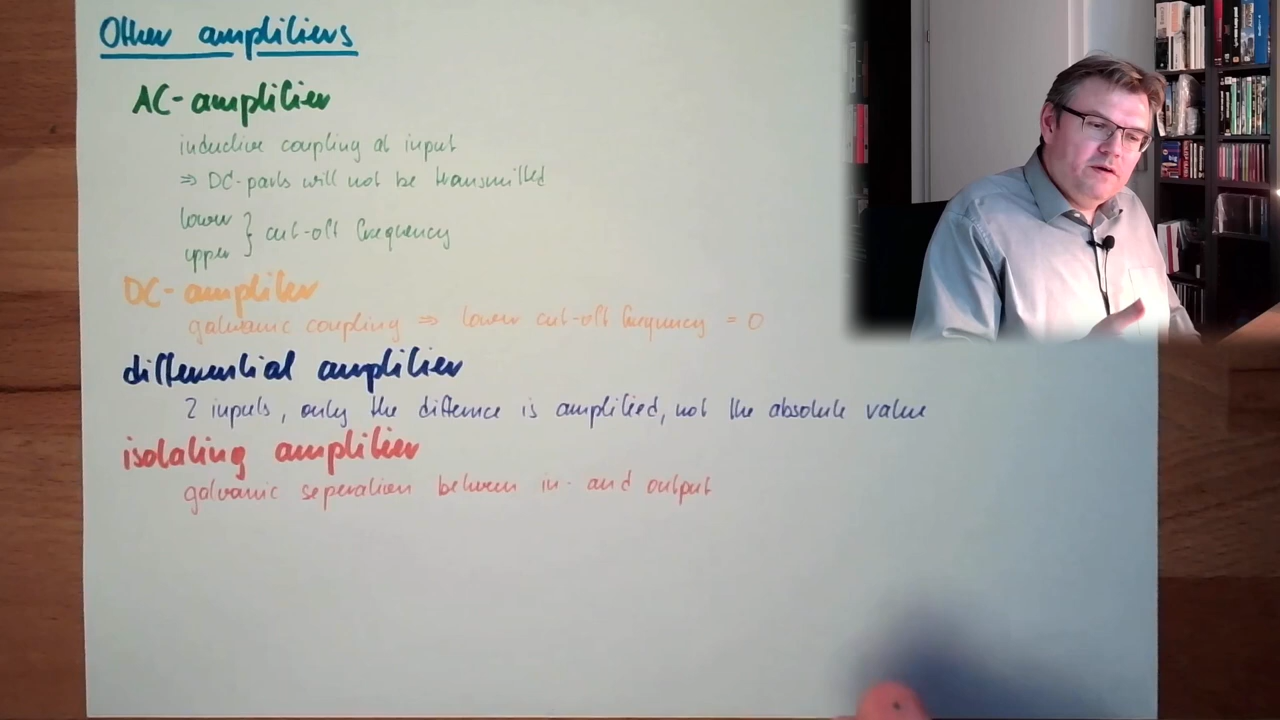 Other amplifiers
AC-amplifier
inductive coupling at input
⇒ DC-parts will not be transmitted
lower
upper } cut-off frequency
DC-amplifier
galvanic coupling ⇒ lower cut-off frequency = 0
differential amplifier
2 inputs, only the difference is amplified, not the absolute value
isolating amplifier
galvanic seperation between in- and output